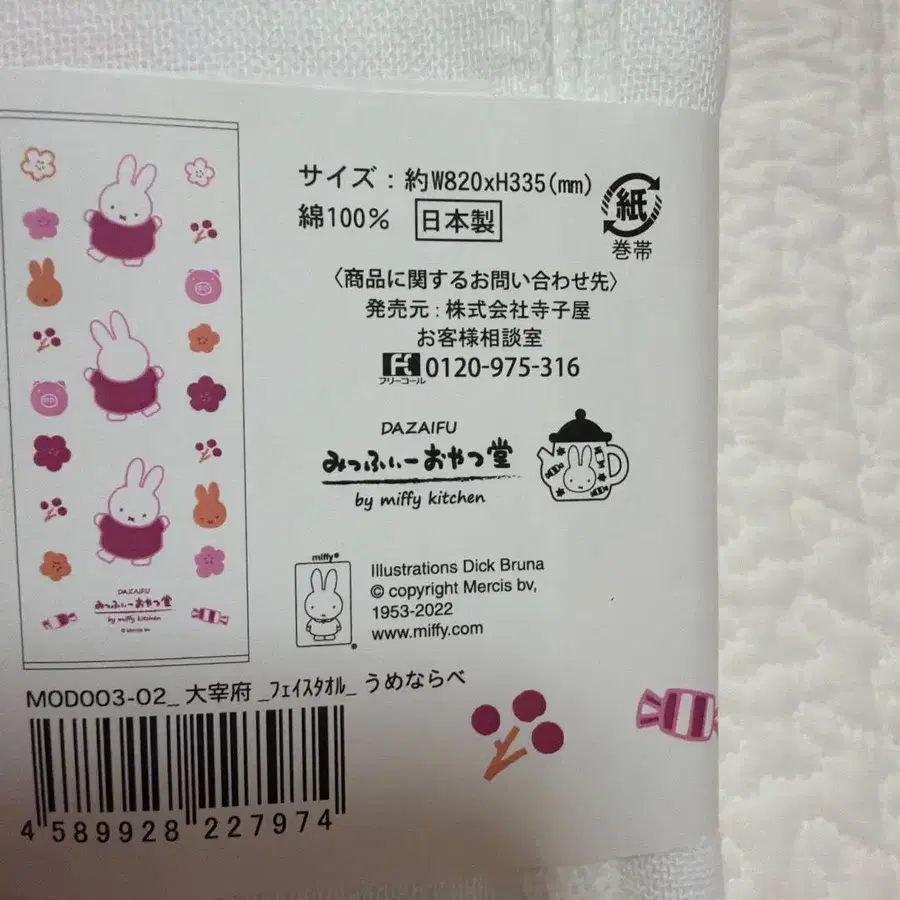 サイズ：約W820xH335(mm)
綿100% 日本製
紙
巻帯
〈商品に関するお問い合わせ先〉
発売元：株式会社寺子屋
お客様相談室
フリーコール 0120-975-316
DAZAIFU
みっふぃーおやつ堂
by miffy kitchen
miffy®
Illustrations Dick Bruna
© copyright Mercis bv,
1953-2022
www.miffy.com
DAZAIFU
みっふぃーおやつ堂
by miffy kitchen
© Mercis bv
MOD003-02_ 大宰府 _ﾌｪｲｽﾀｵﾙ_ うめならべ
4 589928 227974